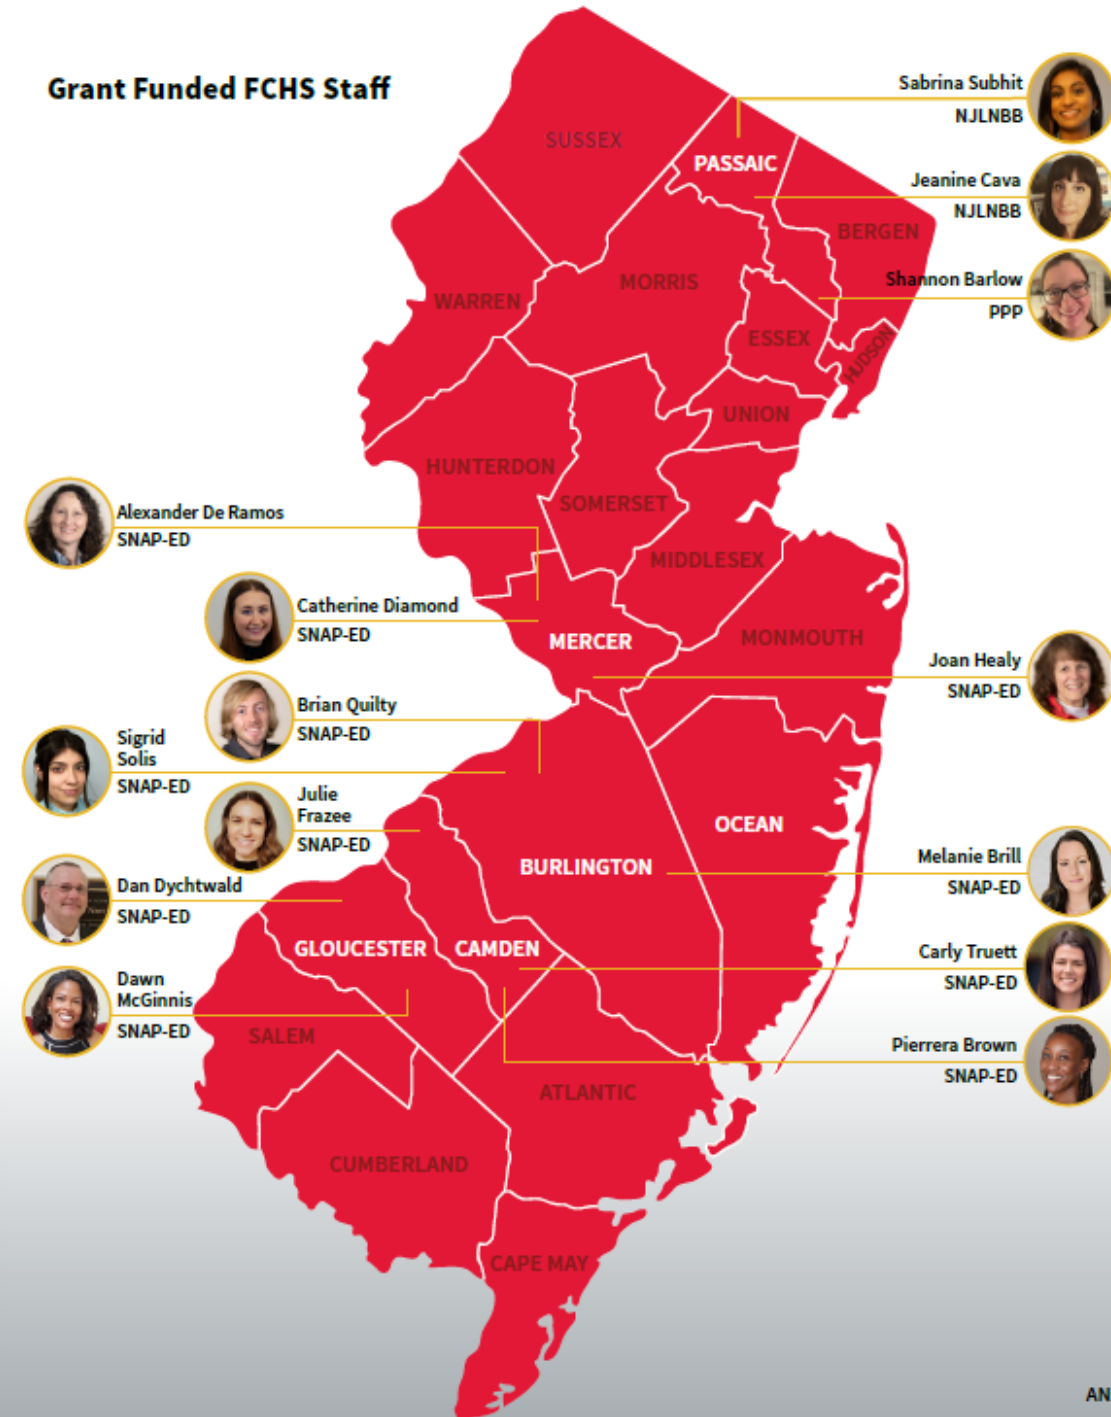 Grant Funded FCHS Staff
Sabrina Subhit
NJLNBB
Jeanine Cava
NJLNBB
Shannon Barlow
PPP
SUSSEX
PASSAIC
BERGEN
MORRIS
WARREN
ESSEX
HUDSON
UNION
HUNTERDON
SOMERSET
MIDDLESEX
MONMOUTH
MERCER
OCEAN
BURLINGTON
GLOUCESTER
CAMDEN
SALEM
ATLANTIC
CUMBERLAND
CAPE MAY
Alexander De Ramos
SNAP-ED
Catherine Diamond
SNAP-ED
Brian Quilty
SNAP-ED
Sigrid
Solis
SNAP-ED
Julie
Frazee
SNAP-ED
Dan Dychtwald
SNAP-ED
Dawn
McGinnis
SNAP-ED
Joan Healy
SNAP-ED
Melanie Brill
SNAP-ED
Carly Truett
SNAP-ED
Pierrera Brown
SNAP-ED
AN